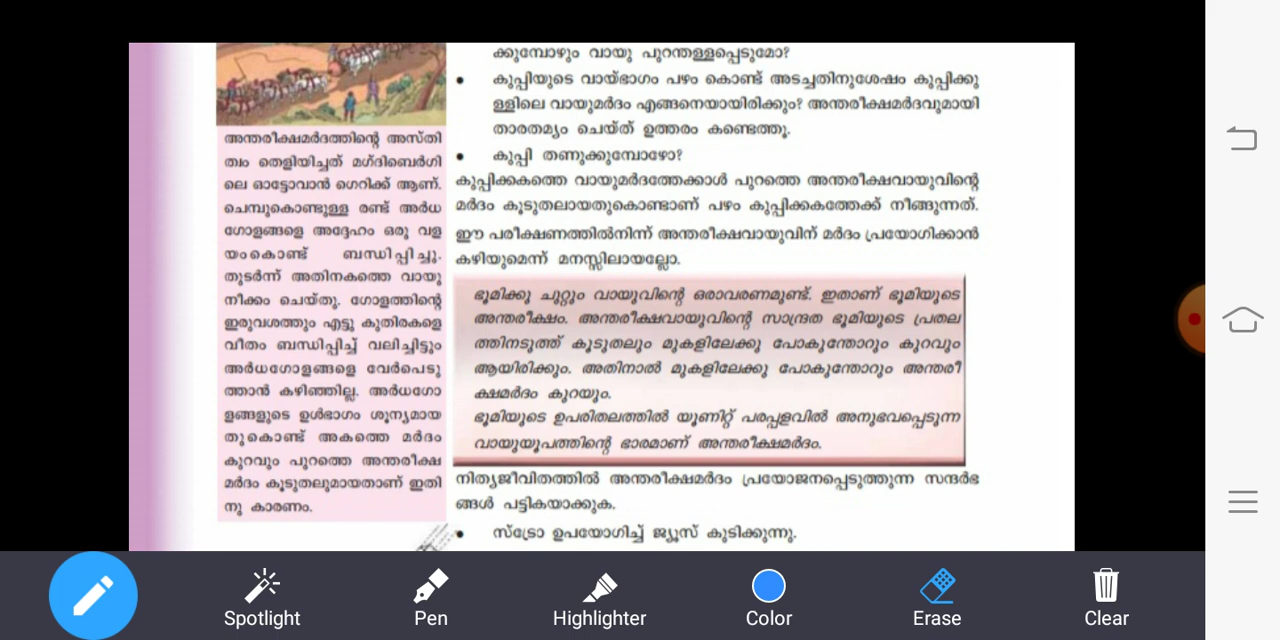 ക്കുമ്പോഴും വായു പുറന്തള്ളപ്പെടുമോ?
• കുപ്പിയുടെ വായ്ഭാഗം പഴം കൊണ്ട് അടച്ചതിനുശേഷം കുപ്പിക്കു
ള്ളിലെ വായുമർദം എങ്ങനെയായിരിക്കും? അന്തരീക്ഷമർദവുമായി
താരതമ്യം ചെയ്ത് ഉത്തരം കണ്ടെത്തൂ.
• കുപ്പി തണുക്കുമ്പോഴോ?
കുപ്പിക്കകത്തെ വായുമർദത്തേക്കാൾ പുറത്തെ അന്തരീക്ഷവായുവിന്റെ
മർദം കൂടുതലായതുകൊണ്ടാണ് പഴം കുപ്പിക്കകത്തേക്ക് നീങ്ങുന്നത്.
ഈ പരീക്ഷണത്തിൽനിന്ന് അന്തരീക്ഷവായുവിന് മർദം പ്രയോഗിക്കാൻ
കഴിയുമെന്ന് മനസ്സിലായല്ലോ.
ഭൂമിക്കു ചുറ്റും വായുവിന്റെ ഒരാവരണമുണ്ട്. ഇതാണ് ഭൂമിയുടെ
അന്തരീക്ഷം. അന്തരീക്ഷവായുവിന്റെ സാന്ദ്രത ഭൂമിയുടെ പ്രതല
ത്തിനടുത്ത് കൂടുതലും മുകളിലേക്കു പോകുന്തോറും കുറവും
ആയിരിക്കും. അതിനാൽ മുകളിലേക്കു പോകുന്തോറും അന്തരീ
ക്ഷമർദം കുറയും.
ഭൂമിയുടെ ഉപരിതലത്തിൽ യൂണിറ്റ് പരപ്പളവിൽ അനുഭവപ്പെടുന്ന
വായുയൂപത്തിന്റെ ഭാരമാണ് അന്തരീക്ഷമർദം.
നിത്യജീവിതത്തിൽ അന്തരീക്ഷമർദം പ്രയോജനപ്പെടുത്തുന്ന സന്ദർഭ
ങ്ങൾ പട്ടികയാക്കുക.
• സ്ട്രോ ഉപയോഗിച്ച് ജ്യൂസ് കുടിക്കുന്നു.
അന്തരീക്ഷമർദത്തിന്റെ അസ്തി
ത്വം തെളിയിച്ചത് മഗ്ദിബെർഗി
ലെ ഓട്ടോവാൻ ഗെറിക്ക് ആണ്.
ചെമ്പുകൊണ്ടുള്ള രണ്ട് അർധ
ഗോളങ്ങളെ അദ്ദേഹം ഒരു വള
യംകൊണ്ട് ബന്ധിപ്പിച്ചു.
തുടർന്ന് അതിനകത്തെ വായു
നീക്കം ചെയ്തു. ഗോളത്തിന്റെ
ഇരുവശത്തും എട്ടു കുതിരകളെ
വീതം ബന്ധിപ്പിച്ച് വലിച്ചിട്ടും
അർധഗോളങ്ങളെ വേർപെടു
ത്താൻ കഴിഞ്ഞില്ല. അർധഗോ
ളങ്ങളുടെ ഉൾഭാഗം ശൂന്യമായ
തുകൊണ്ട് അകത്തെ മർദം
കുറവും പുറത്തെ അന്തരീക്ഷ
മർദം കൂടുതലുമായതാണ് ഇതി
നു കാരണം.
Spotlight
Pen
Highlighter
Color
Erase
Clear